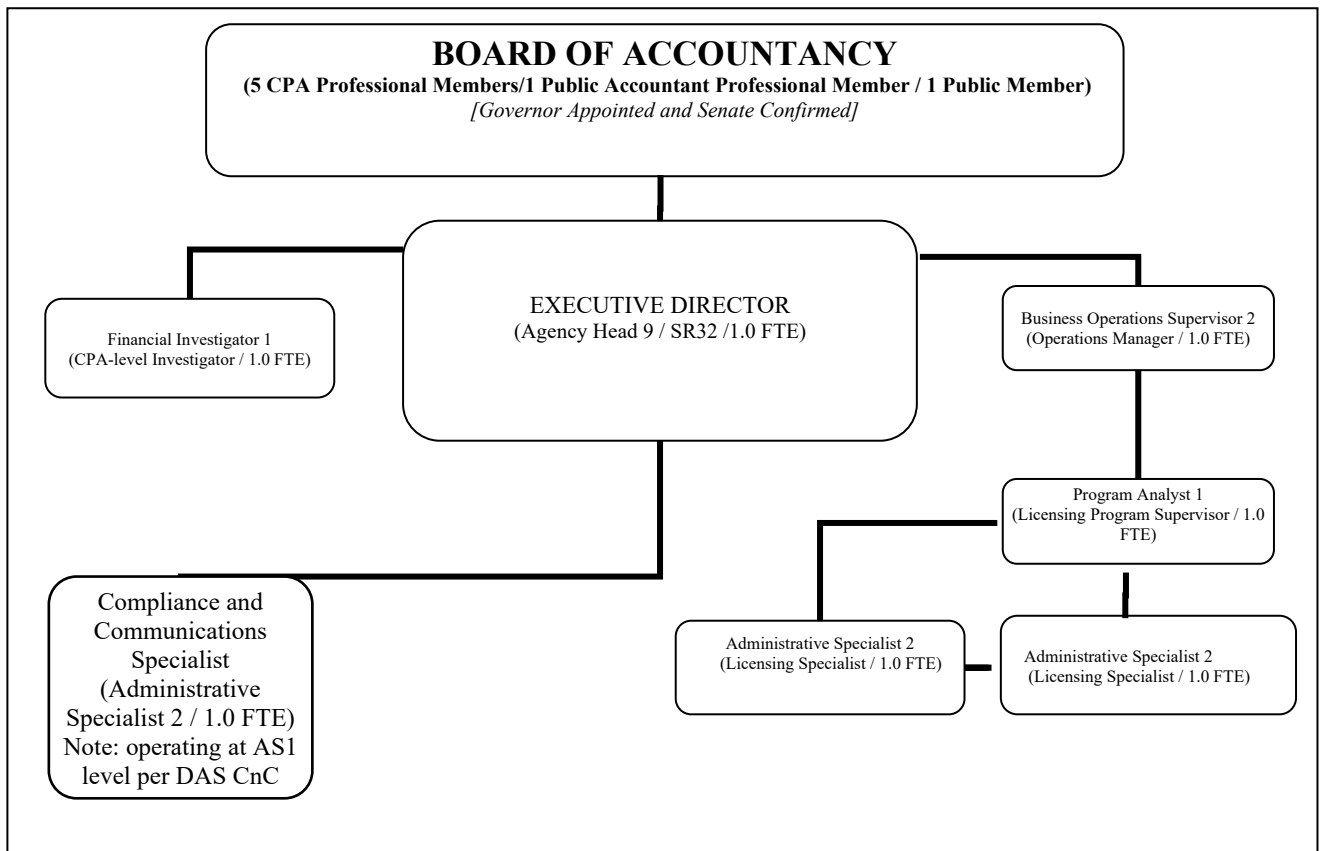 BOARD OF ACCOUNTANCY
(5 CPA Professional Members/1 Public Accountant Professional Member / 1 Public Member)
[Governor Appointed and Senate Confirmed]
EXECUTIVE DIRECTOR
(Agency Head 9 / SR32 /1.0 FTE)
Financial Investigator 1
(CPA-level Investigator / 1.0 FTE)
Business Operations Supervisor 2
(Operations Manager / 1.0 FTE)
Program Analyst 1
(Licensing Program Supervisor / 1.0
FTE)
Compliance and
Communications
Specialist
(Administrative
Specialist 2 / 1.0 FTE)
Note: operating at AS1
level per DAS CnC
Administrative Specialist 2
(Licensing Specialist / 1.0 FTE)
Administrative Specialist 2
(Licensing Specialist / 1.0 FTE)